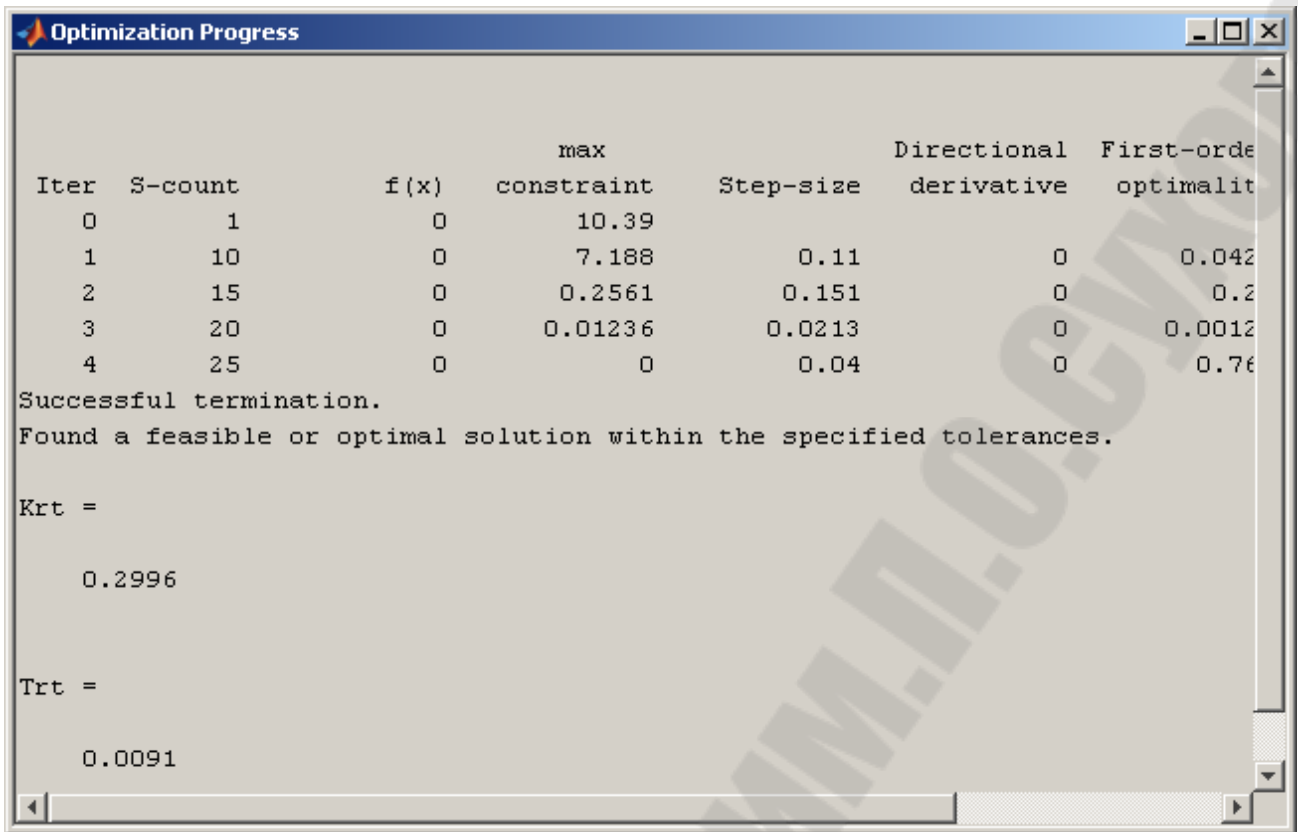 Optimization Progress
max Directional First-orde
Iter S-count f(x) constraint Step-size derivative optimalit
0 1 0 10.39
1 10 0 7.188 0.11 0 0.042
2 15 0 0.2561 0.151 0 0.2
3 20 0 0.01236 0.0213 0 0.0012
4 25 0 0 0.04 0 0.76
Successful termination.
Found a feasible or optimal solution within the specified tolerances.
Krt =
0.2996
Trt =
0.0091
им.П.О.Сухо